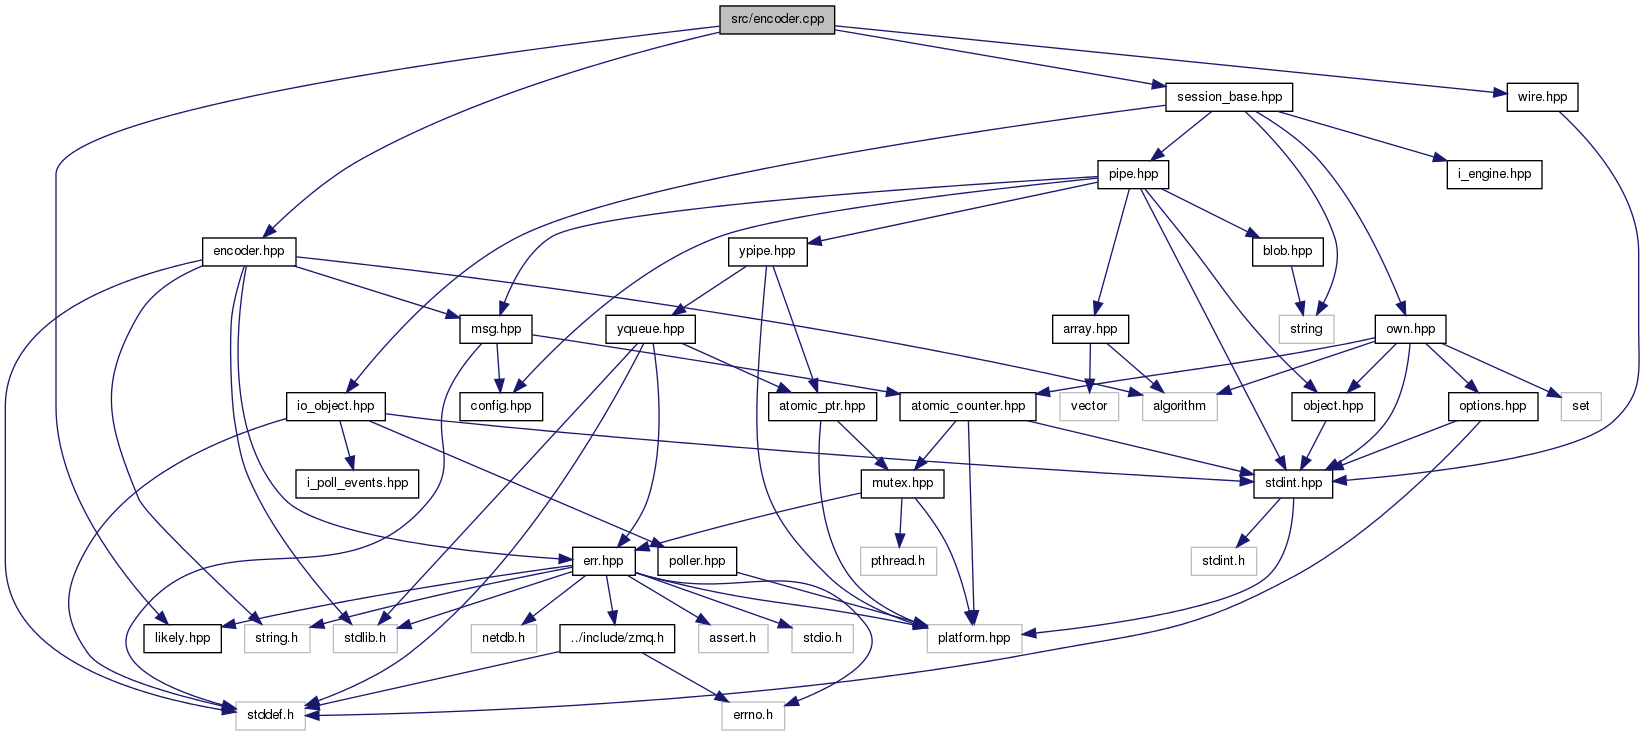 src/encoder.cpp
session_base.hpp
wire.hpp
pipe.hpp
i_engine.hpp
encoder.hpp
ypipe.hpp
blob.hpp
msg.hpp
yqueue.hpp
array.hpp
string
own.hpp
io_object.hpp
config.hpp
atomic_ptr.hpp
atomic_counter.hpp
vector
algorithm
object.hpp
options.hpp
set
i_poll_events.hpp
mutex.hpp
stdint.hpp
err.hpp
poller.hpp
pthread.h
stdint.h
likely.hpp
string.h
stdlib.h
netdb.h
../include/zmq.h
assert.h
stdio.h
platform.hpp
stddef.h
errno.h